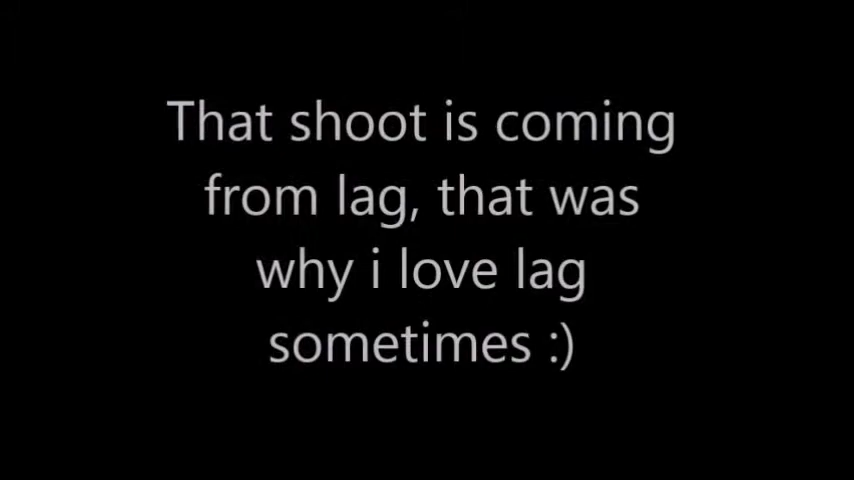 That shoot is coming
from lag, that was
why i love lag
sometimes :)